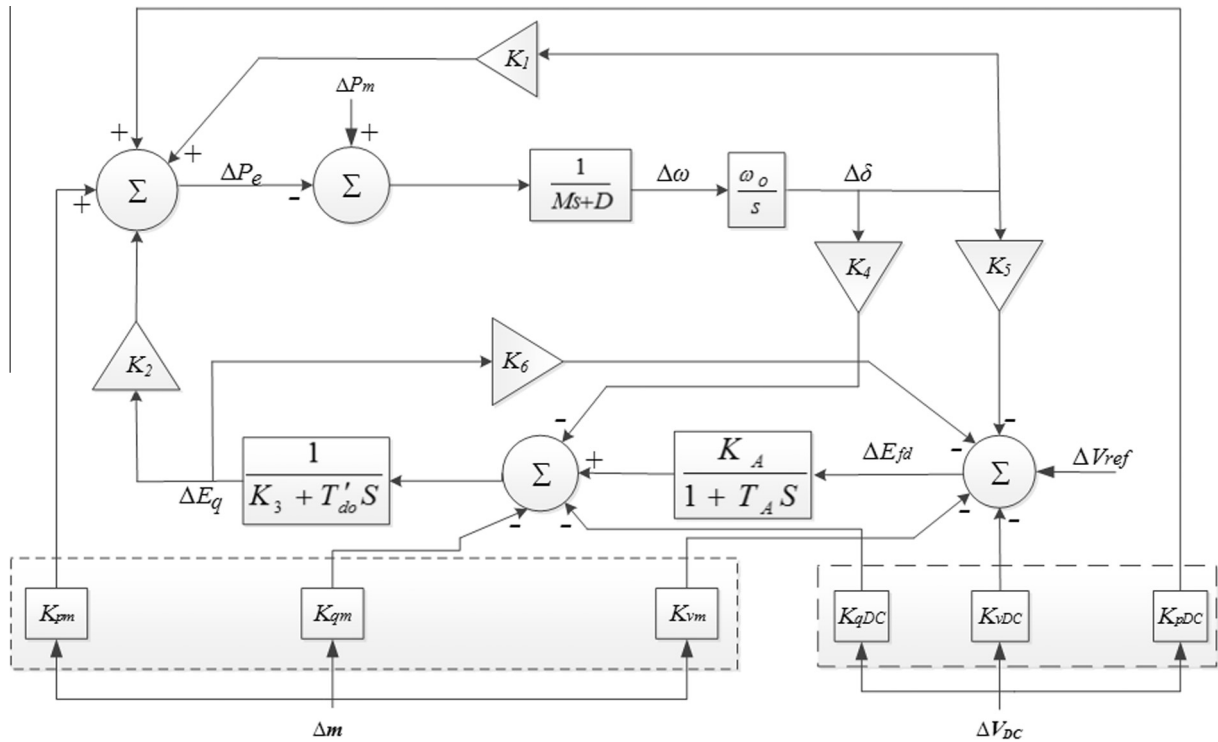 K1
ΔPm
+
+
+
+
Σ
ΔPe
-
Σ
1
Ms+D
Δω
ωo
s
Δδ
K4
K5
K2
K6
-
-
-
ΔEq
1
K3 + T'do S
Σ
+
KA
1 + TA S
ΔEfd
Σ
ΔVref
-
-
-
-
Kpm
Kqm
Kvm
KqDC
KvDC
KpDC
Δm
ΔVDC